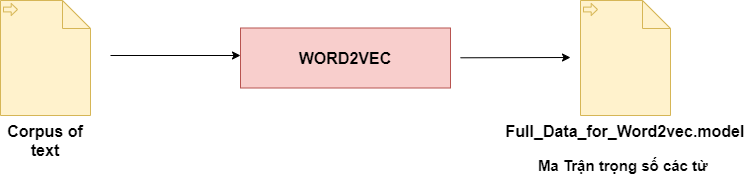 WORD2VEC
Corpus of
text
Full_Data_for_Word2vec.model
Ma Trận trọng số các từ